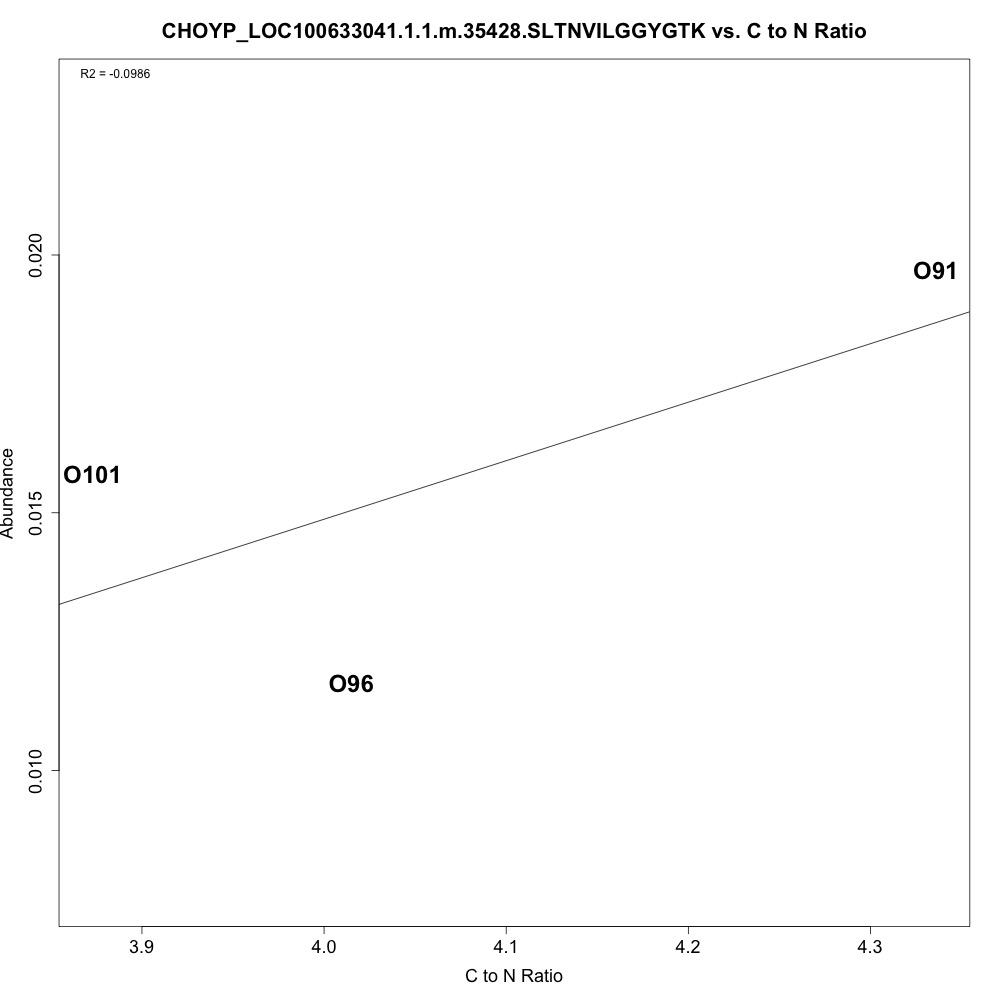 CHOYP_LOC100633041.1.1.m.35428.SLTNVILGGYGTK vs. C to N Ratio
R2 = -0.0986
0.020
O91
O101
Abundance
0.015
O96
0.010
3.9 4.0 4.1 4.2 4.3
C to N Ratio